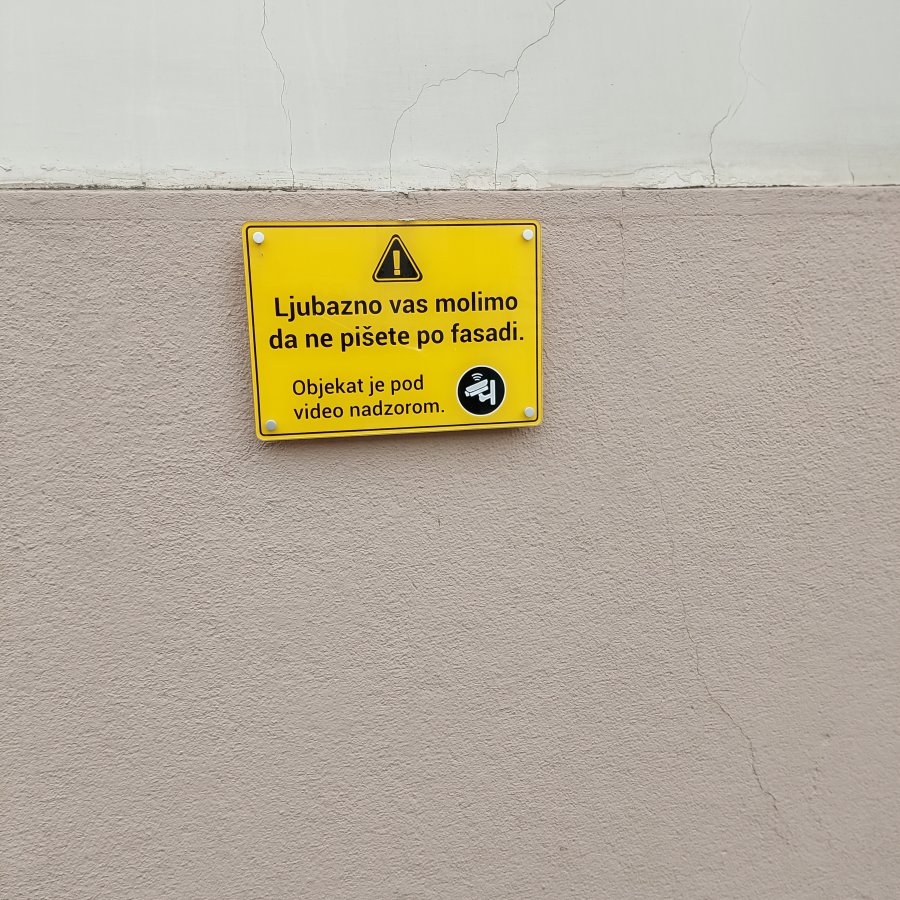 Ljubazno vas molimo
da ne pišete po fasadi.
Objekat je pod
video nadzorom.